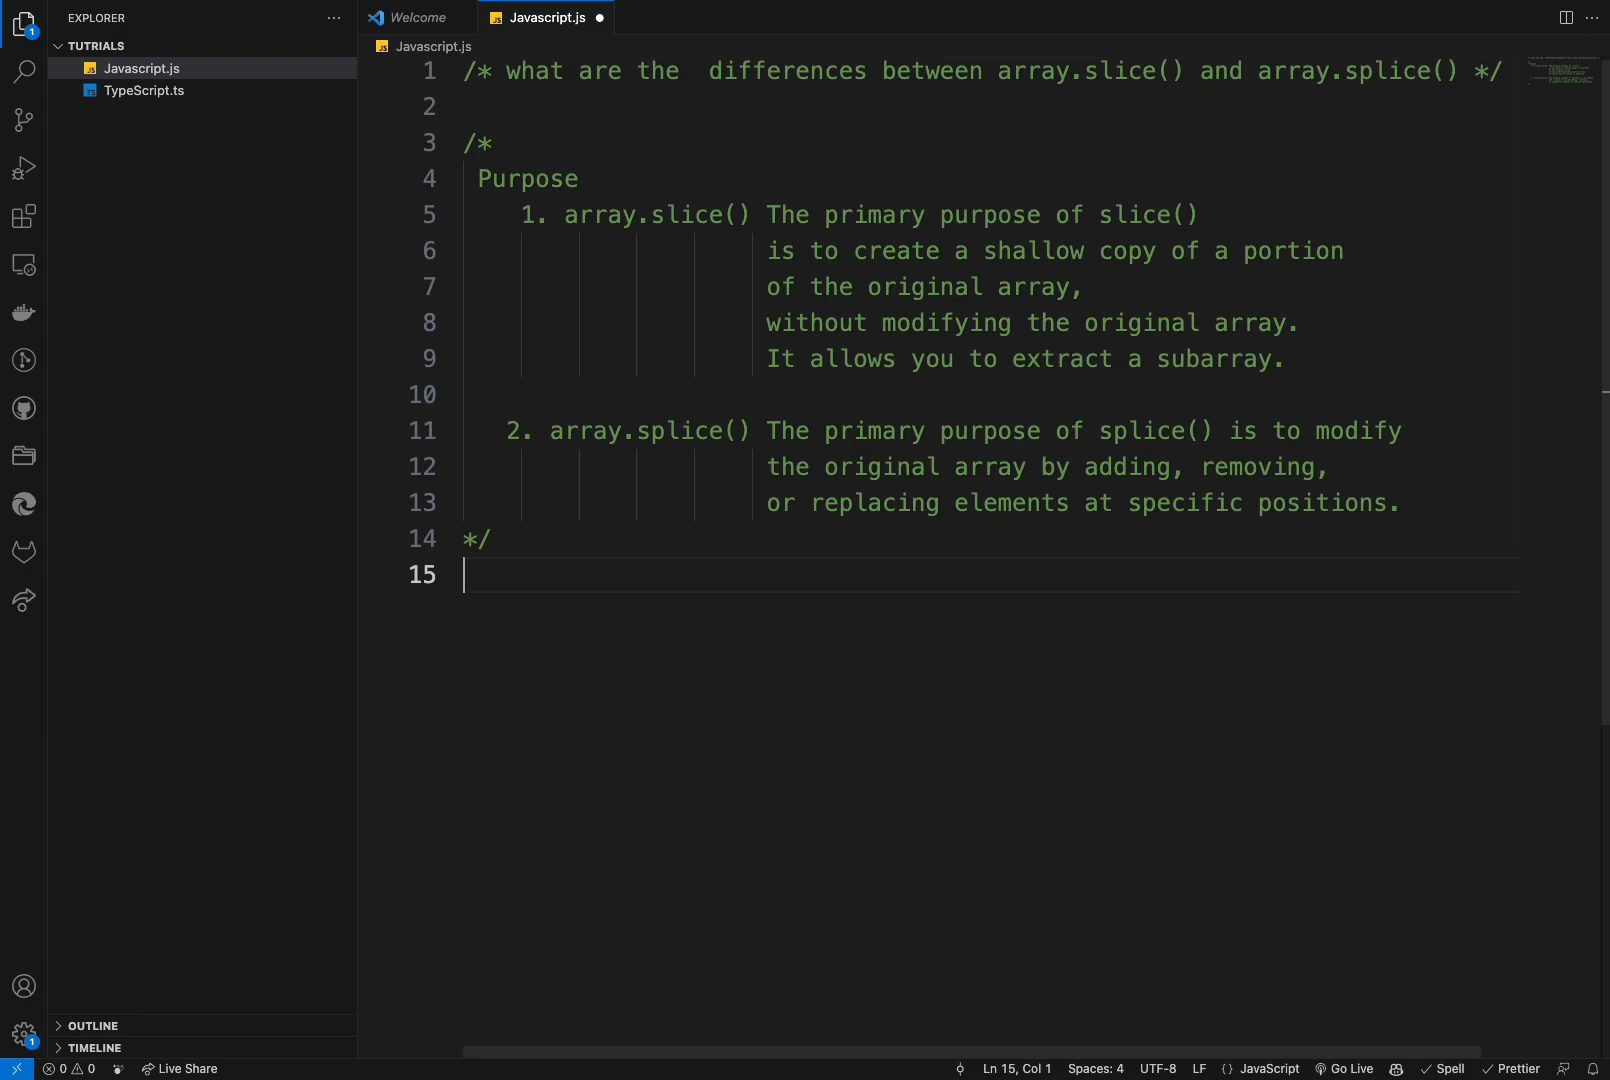 EXPLORER
TUTRIALS
Javascript.js
TypeScript.ts
OUTLINE
TIMELINE
Welcome
Javascript.js
Javascript.js
1 /* what are the  differences between array.slice() and array.splice() */
2
3 /*
4 Purpose
5 1. array.slice() The primary purpose of slice()
6 is to create a shallow copy of a portion
7 of the original array,
8 without modifying the original array.
9 It allows you to extract a subarray.
10
11 2. array.splice() The primary purpose of splice() is to modify
12 the original array by adding, removing,
13 or replacing elements at specific positions.
14 */
15
1
1
0 0 Live Share Ln 15, Col 1 Spaces: 4 UTF-8 LF {} JavaScript Go Live Spell Prettier